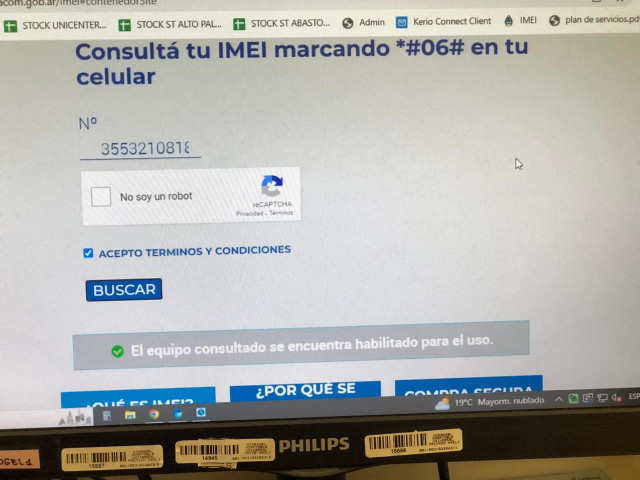 acom.gob.ar/imei#contenedorSite
STOCK UNICENTER...
STOCK ST ALTO PAL...
STOCK ST ABASTO...
Admin
Kerio Connect Client
IMEI
plan de servicios.pd
Consultá tu IMEI marcando *#06# en tu
celular
Nº
3553210818
No soy un robot
reCAPTCHA
Privacidad - Términos
ACEPTO TERMINOS Y CONDICIONES
BUSCAR
El equipo consultado se encuentra habilitado para el uso.
¿QUÉ ES IMEI?
¿POR QUÉ SE
COMPRA SEGURA
19°C Mayorm. nublado
ESP
PHILIPS
15697
14945
15698